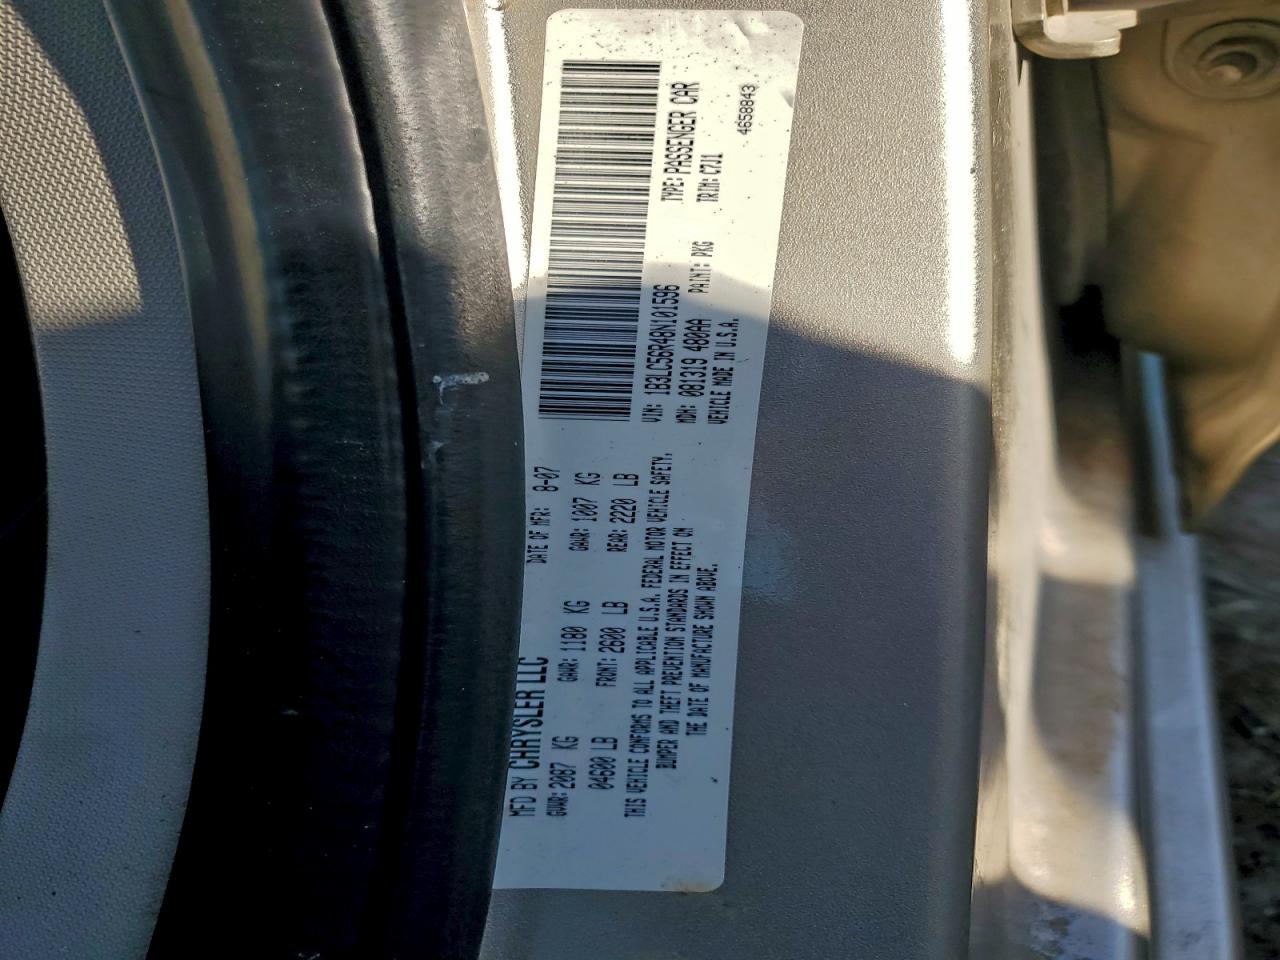 MFD BY CHRYSLER LLC DATE OF MFR: 8-07
GVWR: 2087 KG GAWR: 1180 KG GAWR: 1007 KG
04600 LB FRONT: 2600 LB REAR: 2220 LB
THIS VEHICLE CONFORMS TO ALL APPLICABLE U.S.A. FEDERAL MOTOR VEHICLE SAFETY,
BUMPER AND THEFT PREVENTION STANDARDS IN EFFECT ON
THE DATE OF MANUFACTURE SHOWN ABOVE.
VIN: 1B3LC56R48N101596 TYPE: PASSENGER CAR
MDH: 081319 480AA PAINT: PKG TRIM: C7J1
VEHICLE MADE IN U.S.A.
4658843